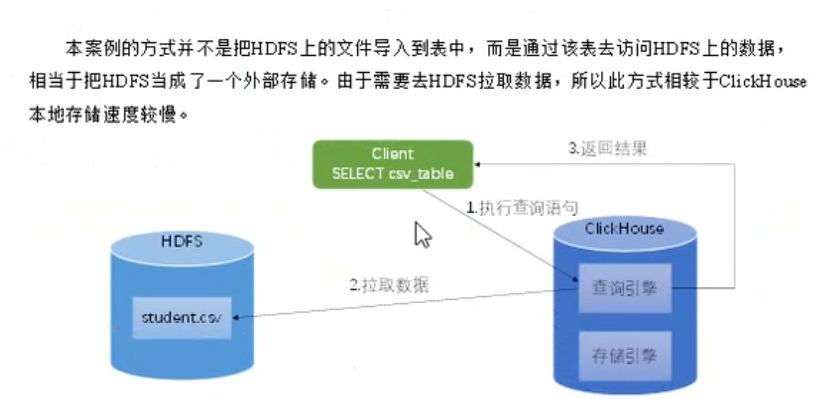 本案例的方式并不是把HDFS上的文件导入到表中，而是通过该表去访问HDFS上的数据，
相当于把HDFS当成了一个外部存储。由于需要去HDFS拉取数据，所以此方式相较于ClickHouse
本地存储速度较慢。
Client
SELECT csv_table
3.返回结果
1.执行查询语句
HDFS
ClickHouse
2.拉取数据
查询引擎
student.csv
存储引擎